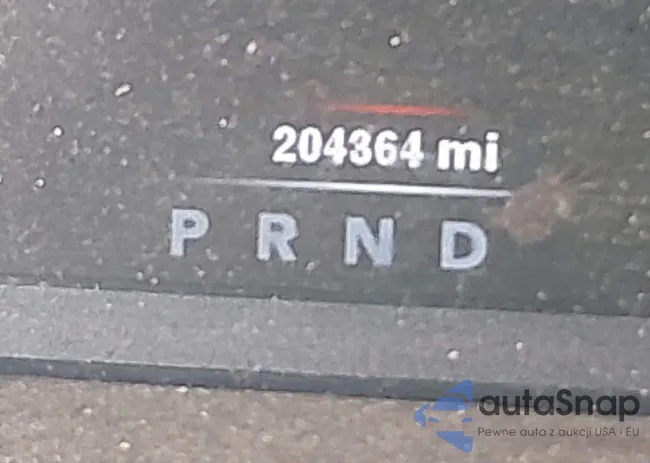 204364 mi
P R N D
autaSnap
Pewne auta z aukcji USA i EU